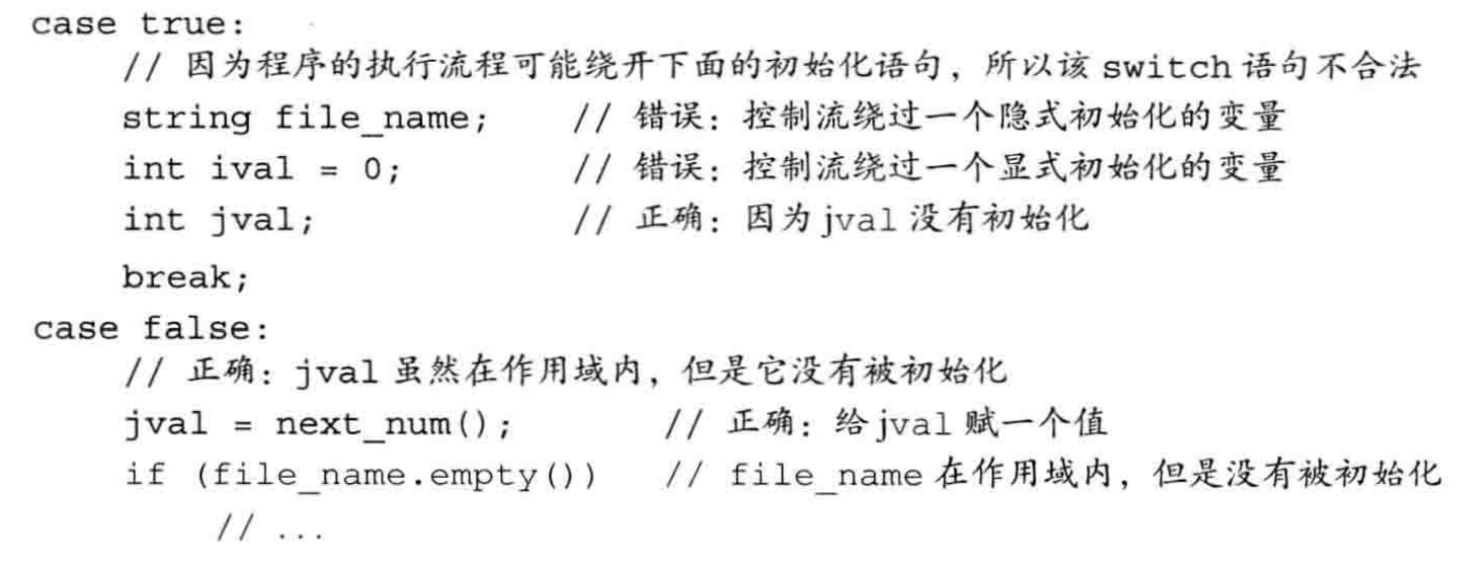 case true:
// 因为程序的执行流程可能绕开下面的初始化语句，所以该 switch 语句不合法
string file_name; // 错误：控制流绕过一个隐式初始化的变量
int ival = 0; // 错误：控制流绕过一个显式初始化的变量
int jval; // 正确：因为 jval 没有初始化
break;
case false:
// 正确：jval 虽然在作用域内，但是它没有被初始化
jval = next_num(); // 正确：给 jval 赋一个值
if (file_name.empty()) // file_name 在作用域内，但是没有被初始化
// ...